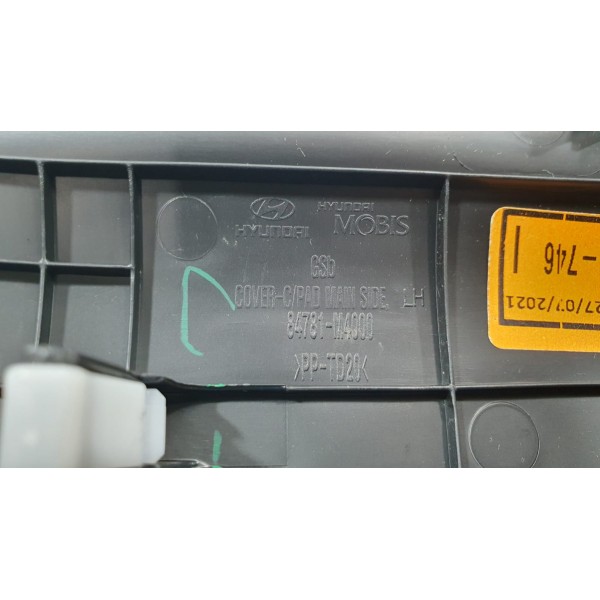 HYUNDAI
HYUNDAI
MOBIS
GSb
COVER-C/PAD MAIN SIDE, LH
84781-M4000
>PP-TD20<
-746
27/07/2021